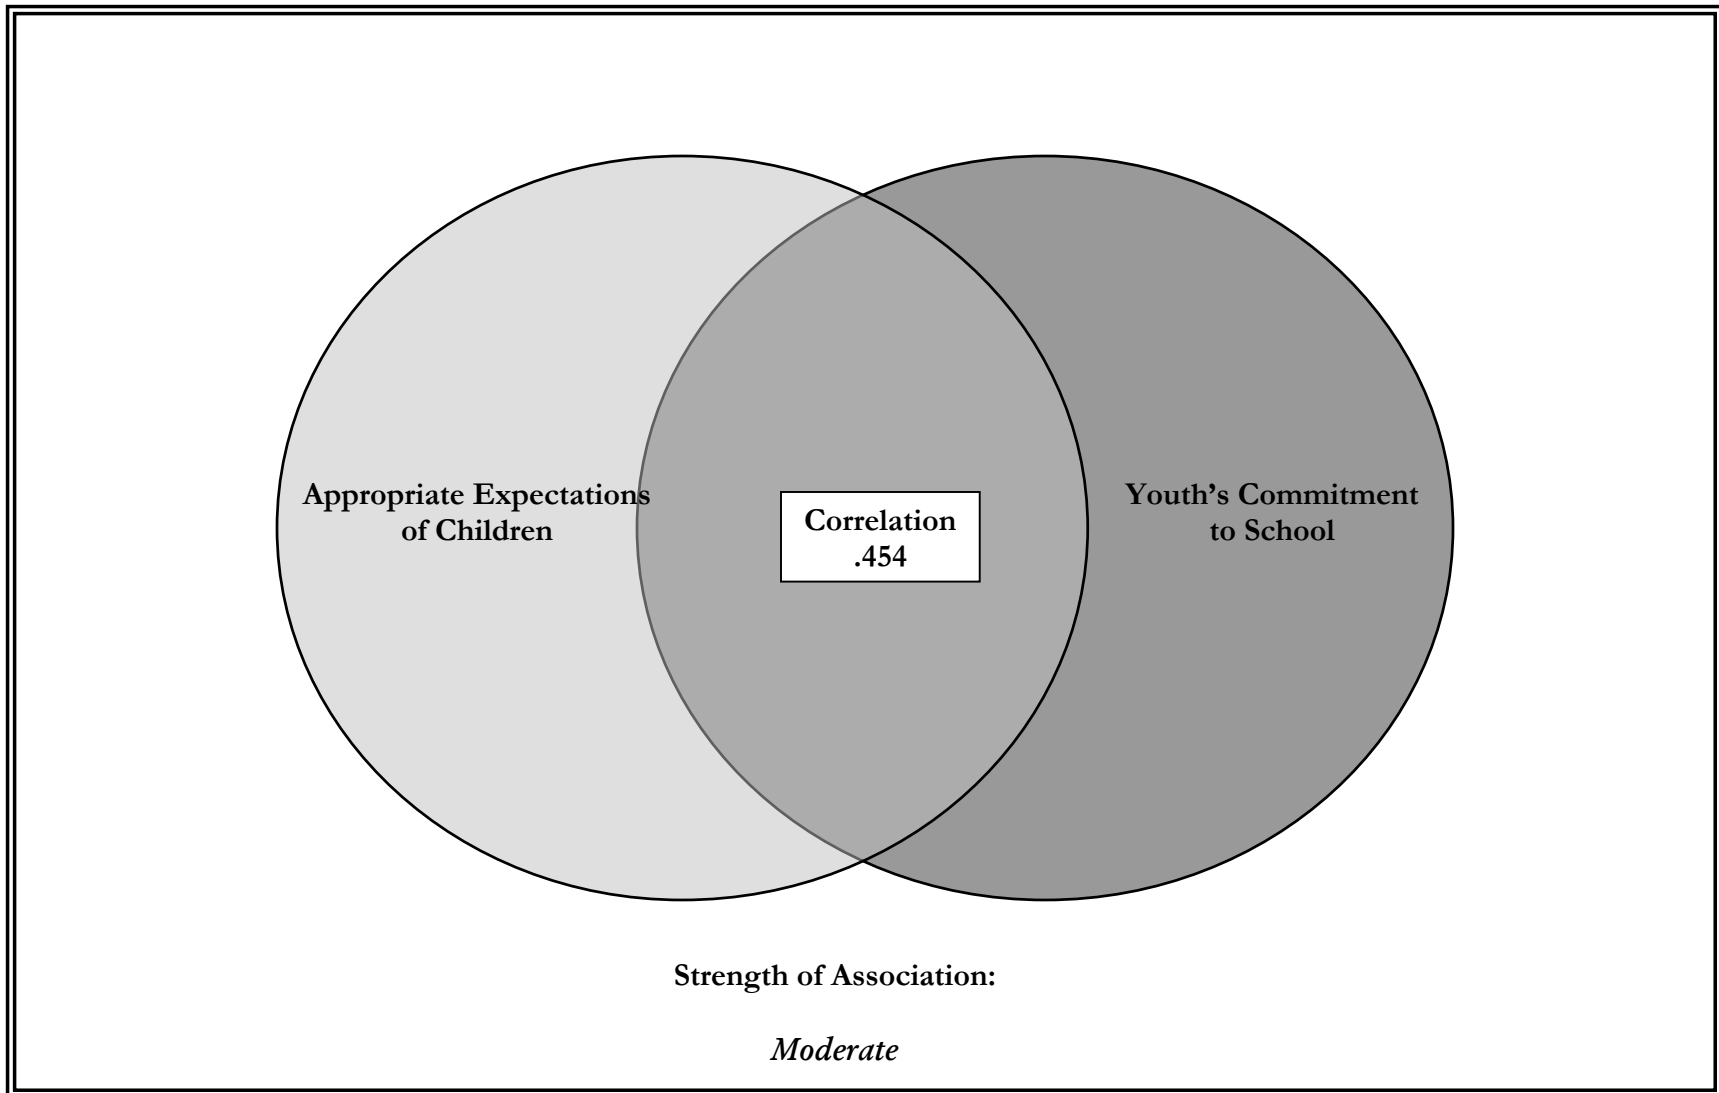 Appropriate Expectations
of Children
Correlation
.454
Youth’s Commitment
to School
Strength of Association:
Moderate